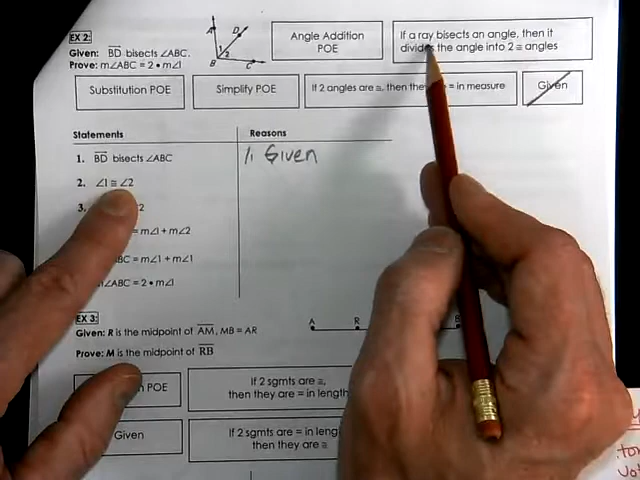 EX 2:
Given: BD bisects ∠ABC.
Prove: m∠ABC = 2 • m∠1
A D
1
2
B C
Angle Addition
POE
If a ray bisects an angle, then it
divides the angle into 2 ≅ angles
Substitution POE
Simplify POE
If 2 angles are ≅, then they = in measure
Given
Statements Reasons
1. BD bisects ∠ABC 1. Given
2. ∠1 ≅ ∠2
3. 2
= m∠1 + m∠2
BC = m∠1 + m∠1
∠ABC = 2 • m∠1
EX 3:
Given: R is the midpoint of AM, MB = AR
Prove: M is the midpoint of RB
A R B
POE
If 2 sgmts are ≅,
then they are = in length
Given
If 2 sgmts are = in leng
then they are ≅